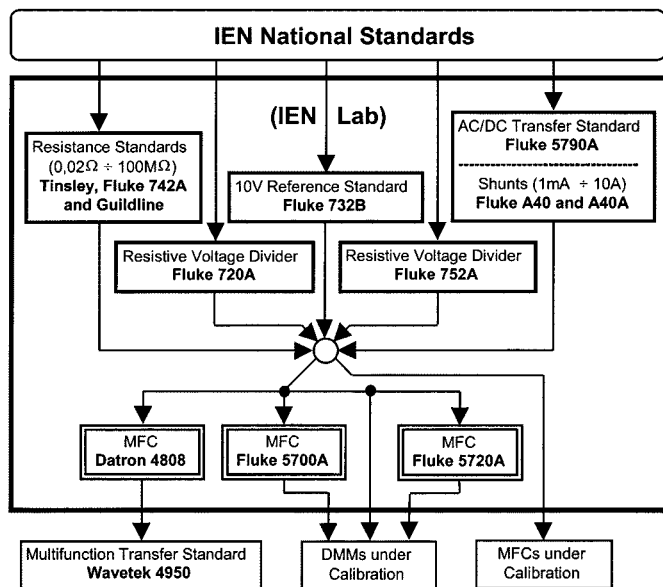 IEN National Standards
(IEN Lab)
Resistance Standards
(0,02Ω ÷ 100MΩ)
Tinsley, Fluke 742A
and Guildline
10V Reference Standard
Fluke 732B
AC/DC Transfer Standard
Fluke 5790A
Shunts (1mA ÷ 10A)
Fluke A40 and A40A
Resistive Voltage Divider
Fluke 720A
Resistive Voltage Divider
Fluke 752A
MFC
Datron 4808
MFC
Fluke 5700A
MFC
Fluke 5720A
Multifunction Transfer Standard
Wavetek 4950
DMMs under
Calibration
MFCs under
Calibration